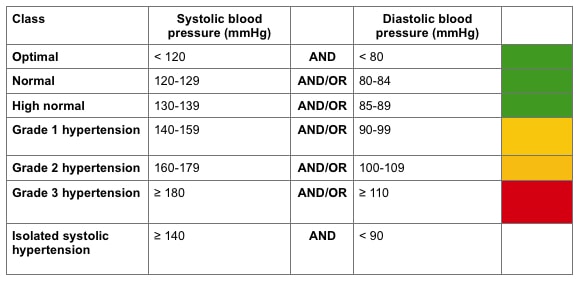 Class Systolic blood pressure (mmHg) Diastolic blood pressure (mmHg)
Optimal < 120 AND < 80
Normal 120-129 AND/OR 80-84
High normal 130-139 AND/OR 85-89
Grade 1 hypertension 140-159 AND/OR 90-99
Grade 2 hypertension 160-179 AND/OR 100-109
Grade 3 hypertension ≥ 180 AND/OR ≥ 110
Isolated systolic hypertension ≥ 140 AND < 90